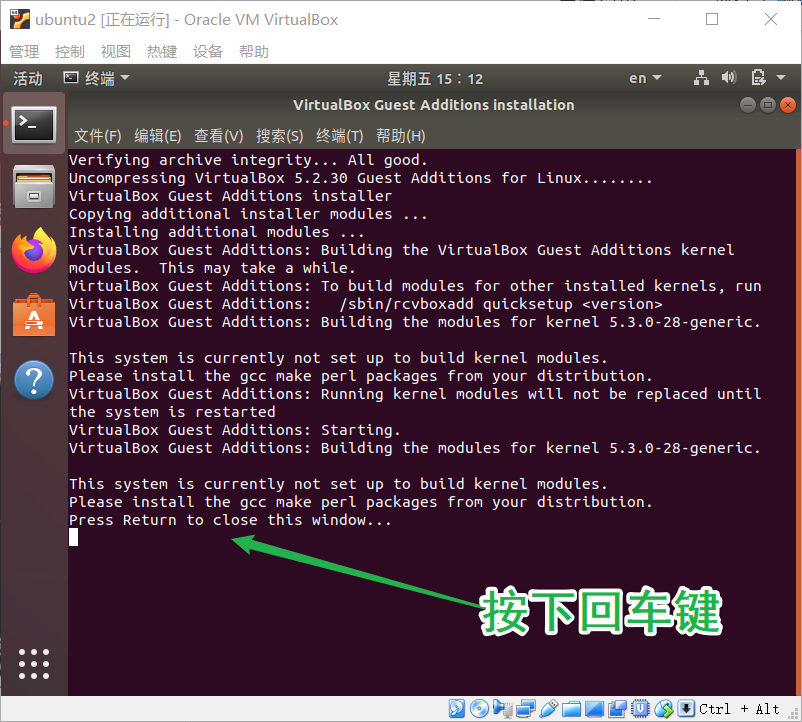 ubuntu2 [正在运行] - Oracle VM VirtualBox
管理 控制 视图 热键 设备 帮助
活动 终端 星期五 15：12 en
VirtualBox Guest Additions installation
文件(F) 编辑(E) 查看(V) 搜索(S) 终端(T) 帮助(H)
Verifying archive integrity... All good.
Uncompressing VirtualBox 5.2.30 Guest Additions for Linux........
VirtualBox Guest Additions installer
Copying additional installer modules ...
Installing additional modules ...
VirtualBox Guest Additions: Building the VirtualBox Guest Additions kernel
modules.  This may take a while.
VirtualBox Guest Additions: To build modules for other installed kernels, run
VirtualBox Guest Additions:   /sbin/rcvboxadd quicksetup <version>
VirtualBox Guest Additions: Building the modules for kernel 5.3.0-28-generic.
This system is currently not set up to build kernel modules.
Please install the gcc make perl packages from your distribution.
VirtualBox Guest Additions: Running kernel modules will not be replaced until
the system is restarted
VirtualBox Guest Additions: Starting.
VirtualBox Guest Additions: Building the modules for kernel 5.3.0-28-generic.
This system is currently not set up to build kernel modules.
Please install the gcc make perl packages from your distribution.
Press Return to close this window...
按下回车键
Ctrl + Alt